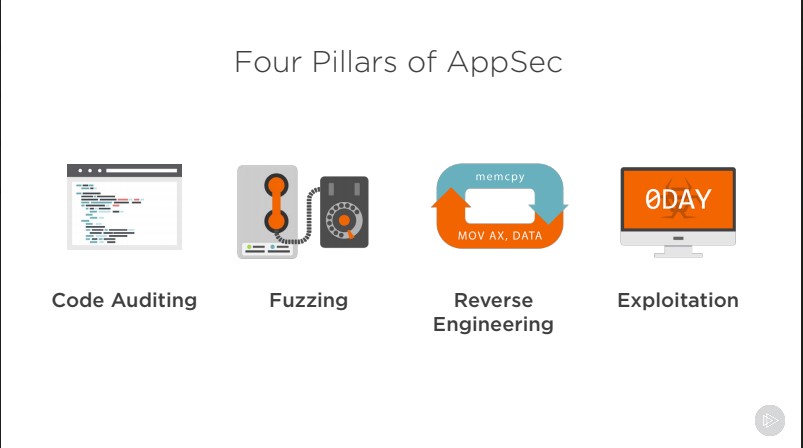 Four Pillars of AppSec
memcpy
MOV AX, DATA
0DAY
Code Auditing
Fuzzing
Reverse
Engineering
Exploitation